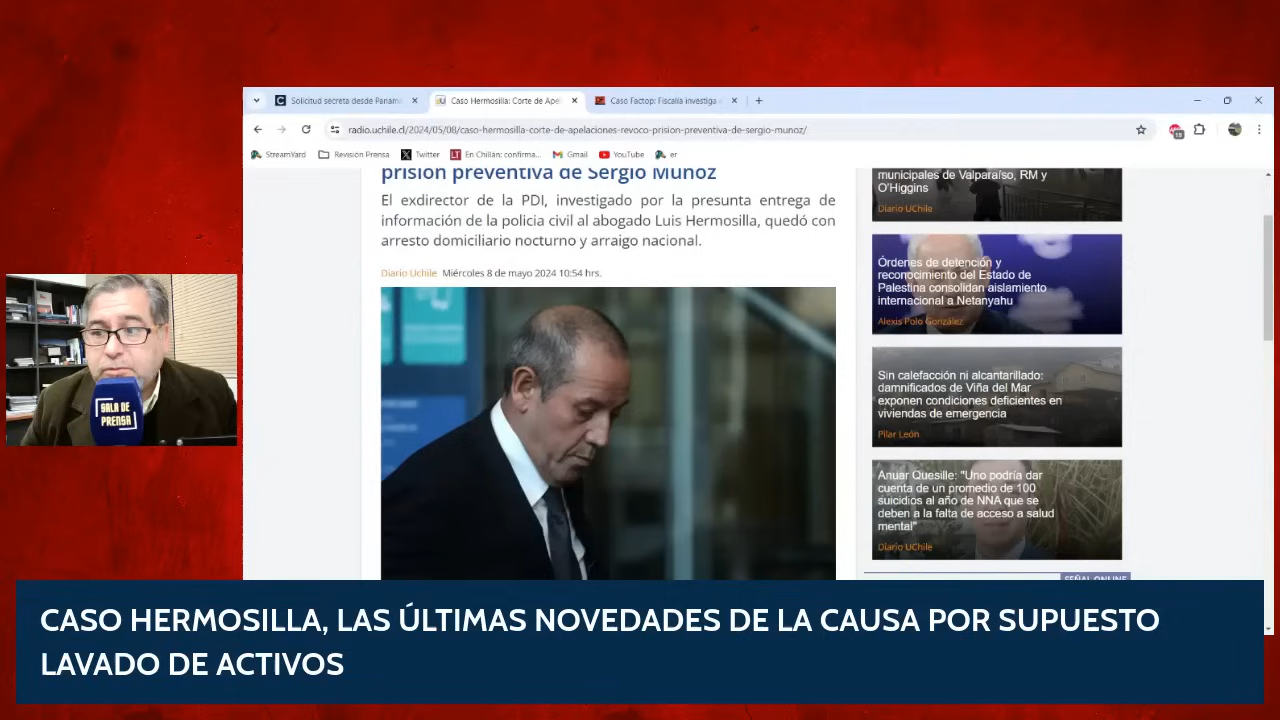 Solicitud secreta desde Panamá
Caso Hermosilla: Corte de Apel
Caso Factop: Fiscalía investiga
radio.uchile.cl/2024/05/08/caso-hermosilla-corte-de-apelaciones-revoco-prision-preventiva-de-sergio-munoz/
StreamYard
Revisión Prensa
Twitter
En Chillán: confirma...
Gmail
YouTube
er
prisión preventiva de Sergio Muñoz
El exdirector de la PDI, investigado por la presunta entrega de
información de la policía civil al abogado Luis Hermosilla, quedó con
arresto domiciliario nocturno y arraigo nacional.
Diario Uchile Miércoles 8 de mayo 2024 10:54 hrs.
municipales de Valparaíso, RM y
O'Higgins
Diario UChile
Órdenes de detención y
reconocimiento del Estado de
Palestina consolidan aislamiento
internacional a Netanyahu
Alexis Polo González
Sin calefacción ni alcantarillado:
damnificados de Viña del Mar
exponen condiciones deficientes en
viviendas de emergencia
Pilar León
Anuar Quesille: "Uno podría dar
cuenta de un promedio de 100
suicidios al año de NNA que se
deben a la falta de acceso a salud
mental"
Diario UChile
SEÑAL ONLINE
SALA DE
PRENSA
CASO HERMOSILLA, LAS ÚLTIMAS NOVEDADES DE LA CAUSA POR SUPUESTO
LAVADO DE ACTIVOS